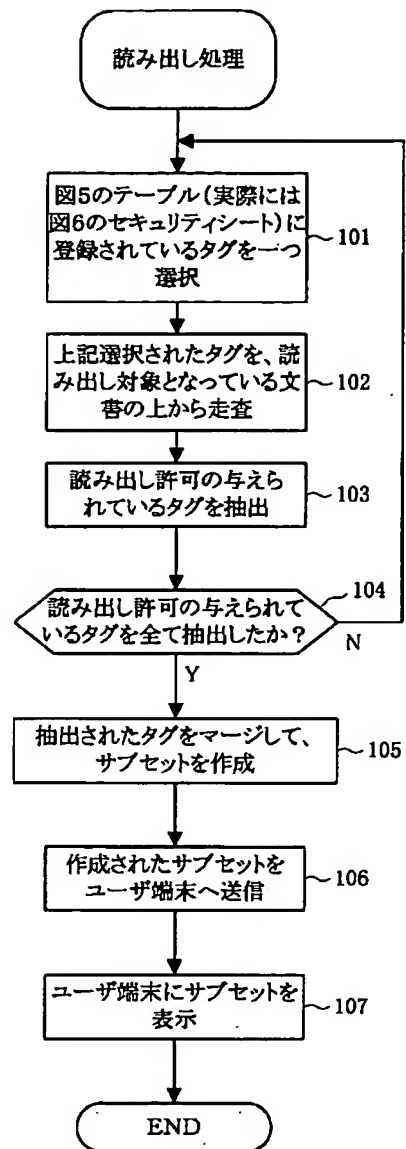 読み出し処理
図5のテーブル(実際には
図6のセキュリティシート)に
登録されているタグを一つ
選択
101
上記選択されたタグを、読
み出し対象となっている文
書の上から走査
102
読み出し許可の与えら
れているタグを抽出
103
104
読み出し許可の与えられて
いるタグを全て抽出したか?
N
Y
抽出されたタグをマージして、
サブセットを作成
105
作成されたサブセットを
ユーザ端末へ送信
106
ユーザ端末にサブセットを
表示
107
END